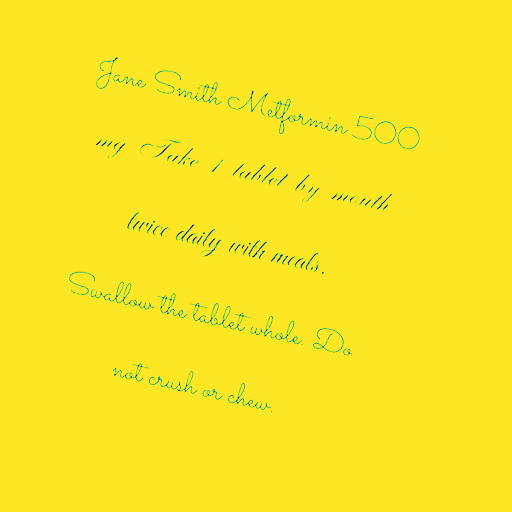 Jane Smith Metformin 500
mg Take 1 tablet by mouth
twice daily with meals.
Swallow the tablet whole. Do
not crush or chew.